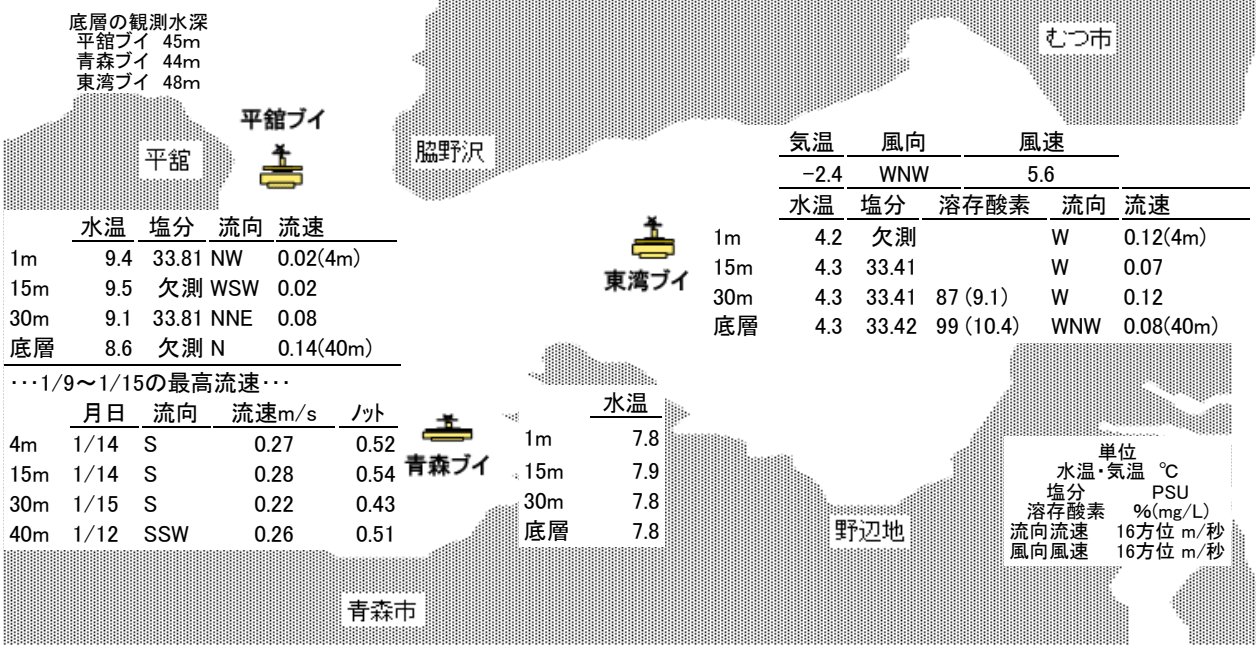 底層の観測水深
平舘ブイ 45m
青森ブイ 44m
東湾ブイ 48m
むつ市
平舘ブイ
平舘
脇野沢
気温 風向 風速
-2.4 WNW 5.6
水温 塩分 溶存酸素 流向 流速
1m 4.2 欠測 W 0.12(4m)
15m 4.3 33.41 W 0.07
30m 4.3 33.41 87 (9.1) W 0.12
底層 4.3 33.42 99 (10.4) WNW 0.08(40m)
東湾ブイ
水温 塩分 流向 流速
1m 9.4 33.81 NW 0.02(4m)
15m 9.5 欠測 WSW 0.02
30m 9.1 33.81 NNE 0.08
底層 8.6 欠測 N 0.14(40m)
･･･1/9～1/15の最高流速･･･
月日 流向 流速m/s ﾉｯﾄ
4m 1/14 S 0.27 0.52
15m 1/14 S 0.28 0.54
30m 1/15 S 0.22 0.43
40m 1/12 SSW 0.26 0.51
青森ブイ
水温
1m 7.8
15m 7.9
30m 7.8
底層 7.8
単位
水温・気温 ℃
塩分 PSU
溶存酸素 %(mg/L)
流向流速 16方位 m/秒
風向風速 16方位 m/秒
野辺地
青森市